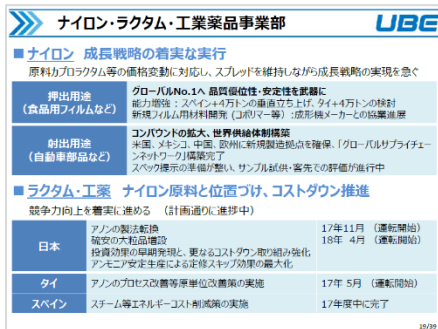 ナイロン・ラクタム・工業薬品事業部
UBE
■ナイロン 成長戦略の着実な実行
原料カプロラクタム等の価格変動に対応し、スプレッドを維持しながら成長戦略の実現を急ぐ
押出用途
(食品用フィルムなど)
グローバルNo.1へ 品質優位性・安定性を武器に
能力増強:スペイン+4万トンの垂直立ち上げ、タイ+4万トンの検討
新規フィルム用材料開発 (コポリマー等) :成形機メーカーとの協業進展
射出用途
(自動車部品など)
コンパウンドの拡大、世界供給体制構築
米国、メキシコ、中国、欧州に新規製造拠点を確保、「グローバルサプライチェー
ンネットワーク」構築完了
スペック提示の準備が整い、サンプル試供・客先での評価が進行中
■ラクタム・工薬 ナイロン原料と位置づけ、コストダウン推進
競争力向上を着実に進める (計画通りに進捗中)
日本
アノンの製法転換 17年11月 (運転開始)
硫安の大粒品増設 18年 4月 (運転開始)
投資効果の早期発現と、更なるコストダウン取り組み強化
アンモニア安定生産による定修スキップ効果の最大化
タイ
アノンのプロセス改善等原単位改善策の実施 17年 5月 (運転開始)
スペイン
スチーム等エネルギーコスト削減策の実施 17年度中に完了
19/39